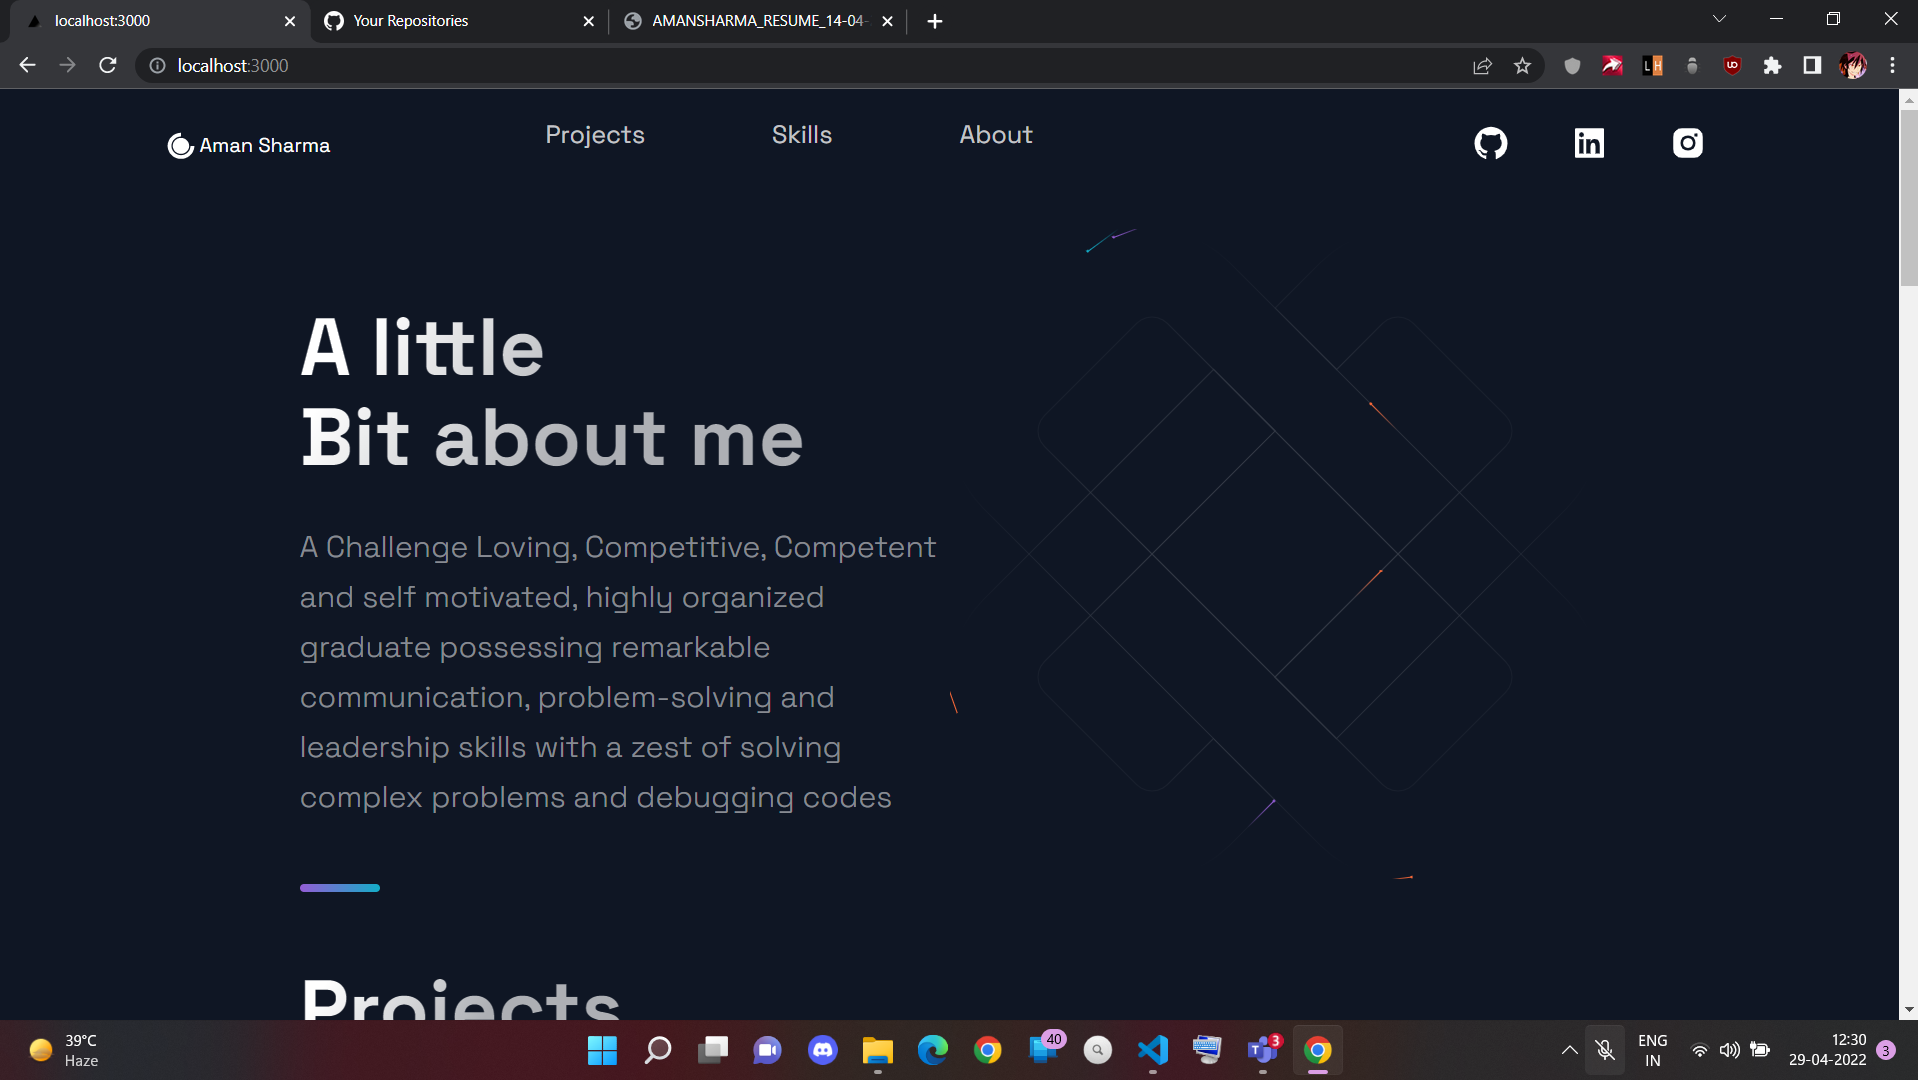 localhost:3000
Your Repositories
AMANSHARMA_RESUME_14-04-
localhost:3000
L H
UD
Aman Sharma
Projects
Skills
About
in
A little
Bit about me
A Challenge Loving, Competitive, Competent
and self motivated, highly organized
graduate possessing remarkable
communication, problem-solving and
leadership skills with a zest of solving
complex problems and debugging codes
Projects
39°C
Haze
40
T
3
ENG
IN
12:30
29-04-2022
3